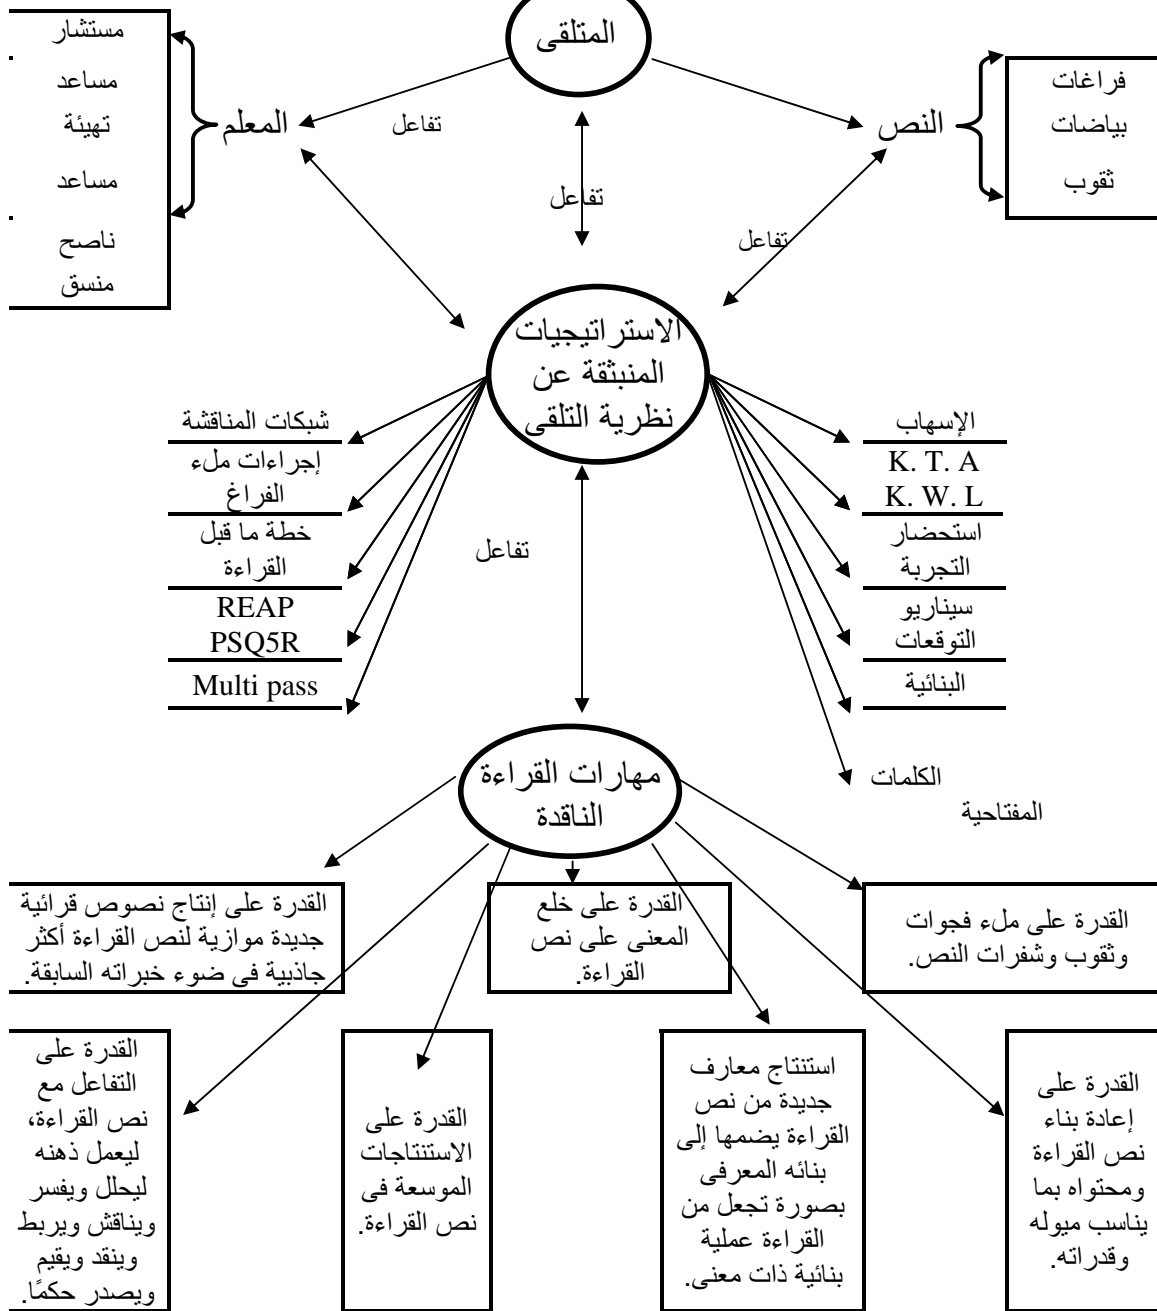 المتلقى
فراغات
بياضات
ثقوب
النص
المعلم
مستشار
مساعد
تهيئة
مساعد
ناصح
منسق
تفاعل
تفاعل
تفاعل
الاستراتيجيات
المنبثقة عن
نظرية التلقى
الإسهاب
K. T. A
K. W. L
استحضار
التجربة
سيناريو
التوقعات
البنائية
الكلمات
المفتاحية
شبكات المناقشة
إجراءات ملء
الفراغ
خطة ما قبل
القراءة
REAP
PSQ5R
Multi pass
تفاعل
مهارات القراءة
الناقدة
القدرة على ملء فجوات
وثقوب وشفرات النص.
القدرة على خلع
المعنى على نص
القراءة.
القدرة على إنتاج نصوص قرائية
جديدة موازية لنص القراءة أكثر
جاذبية فى ضوء خبراته السابقة.
القدرة على
إعادة بناء
نص القراءة
ومحتواه بما
يناسب ميوله
وقدراته.
استنتاج معارف
جديدة من نص
القراءة يضمها إلى
بنائه المعرفى
بصورة تجعل من
القراءة عملية
بنائية ذات معنى.
القدرة على
الاستنتاجات
الموسعة فى
نص القراءة.
القدرة على
التفاعل مع
نص القراءة،
ليعمل ذهنه
ليحلل ويفسر
ويناقش ويربط
وينقد ويقيم
ويصدر حكمًا.